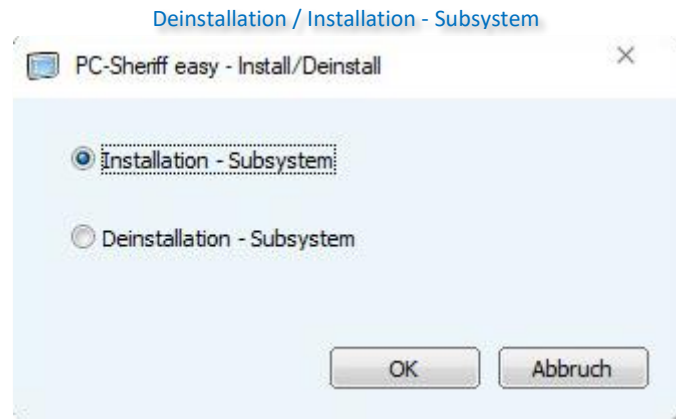 Deinstallation / Installation - Subsystem
PC-Sheriff easy - Install/Deinstall
Installation - Subsystem
Deinstallation - Subsystem
OK Abbruch